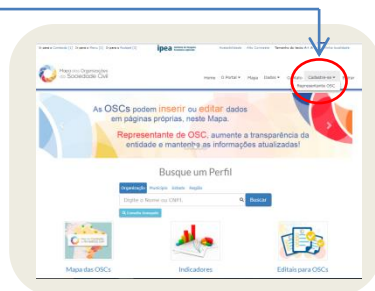 ipea
Mapa das Organizações
da Sociedade Civil
Home O Portal Mapa Dados Contato Cadastre-se
Representante OSC
As OSCs podem inserir ou editar dados
em páginas próprias, neste Mapa.
Representante de OSC, aumente a transparência da
entidade e mantenha as informações atualizadas!
Busque um Perfil
Organização Município Estado Região
Digite o Nome ou CNPJ
Buscar
Mapa das OSCs
Indicadores
Editais para OSCs